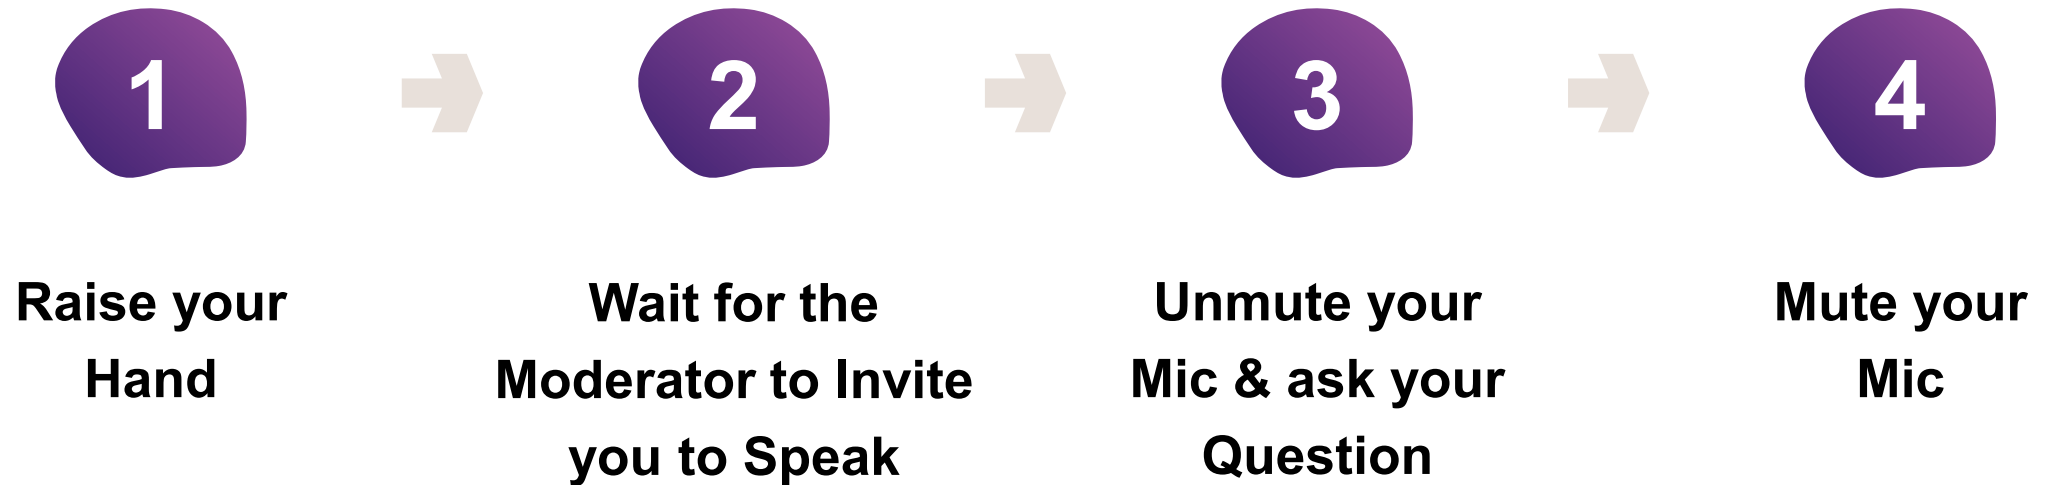 1
Raise your
Hand
2
Wait for the
Moderator to Invite
you to Speak
3
Unmute your
Mic & ask your
Question
4
Mute your
Mic